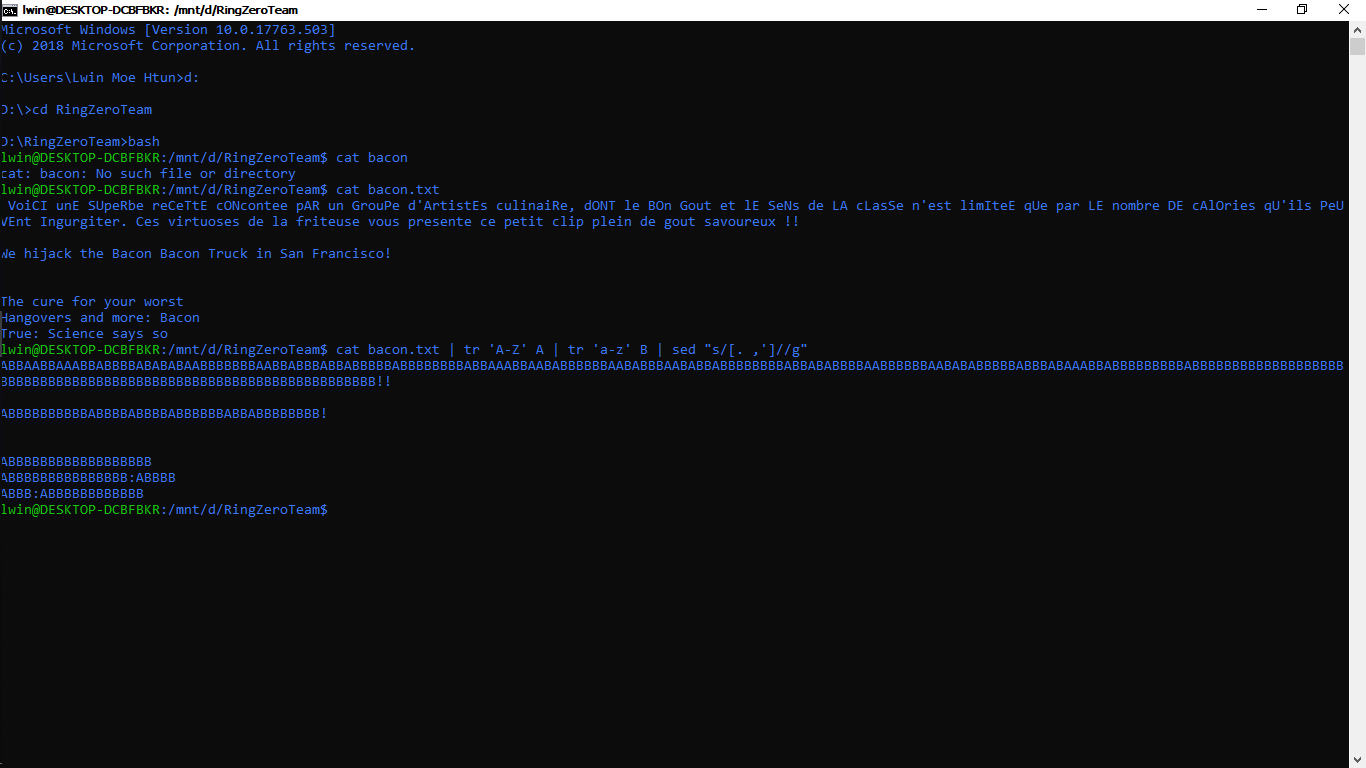 lwin@DESKTOP-DCBFBKR: /mnt/d/RingZeroTeam
Microsoft Windows [Version 10.0.17763.503]
(c) 2018 Microsoft Corporation. All rights reserved.
C:\Users\Lwin Moe Htun>d:
D:\>cd RingZeroTeam
D:\RingZeroTeam>bash
lwin@DESKTOP-DCBFBKR:/mnt/d/RingZeroTeam$ cat bacon
cat: bacon: No such file or directory
lwin@DESKTOP-DCBFBKR:/mnt/d/RingZeroTeam$ cat bacon.txt
VoiCI unE SUpeRbe reCeTtE cONcontee pAR un GrouPe d'ArtistEs culinaiRe, dONT le BOn Gout et lE SeNs de LA cLasSe n'est limIteE qUe par LE nombre DE cAlOries qU'ils PeU
VEnt Ingurgiter. Ces virtuoses de la friteuse vous presente ce petit clip plein de gout savoureux !!
We hijack the Bacon Bacon Truck in San Francisco!
The cure for your worst
Hangovers and more: Bacon
True: Science says so
lwin@DESKTOP-DCBFBKR:/mnt/d/RingZeroTeam$ cat bacon.txt | tr 'A-Z' A | tr 'a-z' B | sed "s/[. ,']//g"
ABBAABBAAABBABBBBABABABAABBBBBBBAABBABBBABBABBBBBABBBBBBBBABBAAABBAABABBBBBBAABABBBAABABBABBBBBBBBABBABABBBBAABBBBBBAABABABBBBBABBBABAAABBABBBBBBBBBABBBBBBBBBBBBBBBBBBB
BBBBBBBBBBBBBBBBBBBBBBBBBBBBBBBBBBBBBBBBBBBBBBB!!
ABBBBBBBBBBABBBBABBBBABBBBBBABBABBBBBBBB!
ABBBBBBBBBBBBBBBBBB
ABBBBBBBBBBBBBBB:ABBBB
ABBB:ABBBBBBBBBBBB
lwin@DESKTOP-DCBFBKR:/mnt/d/RingZeroTeam$